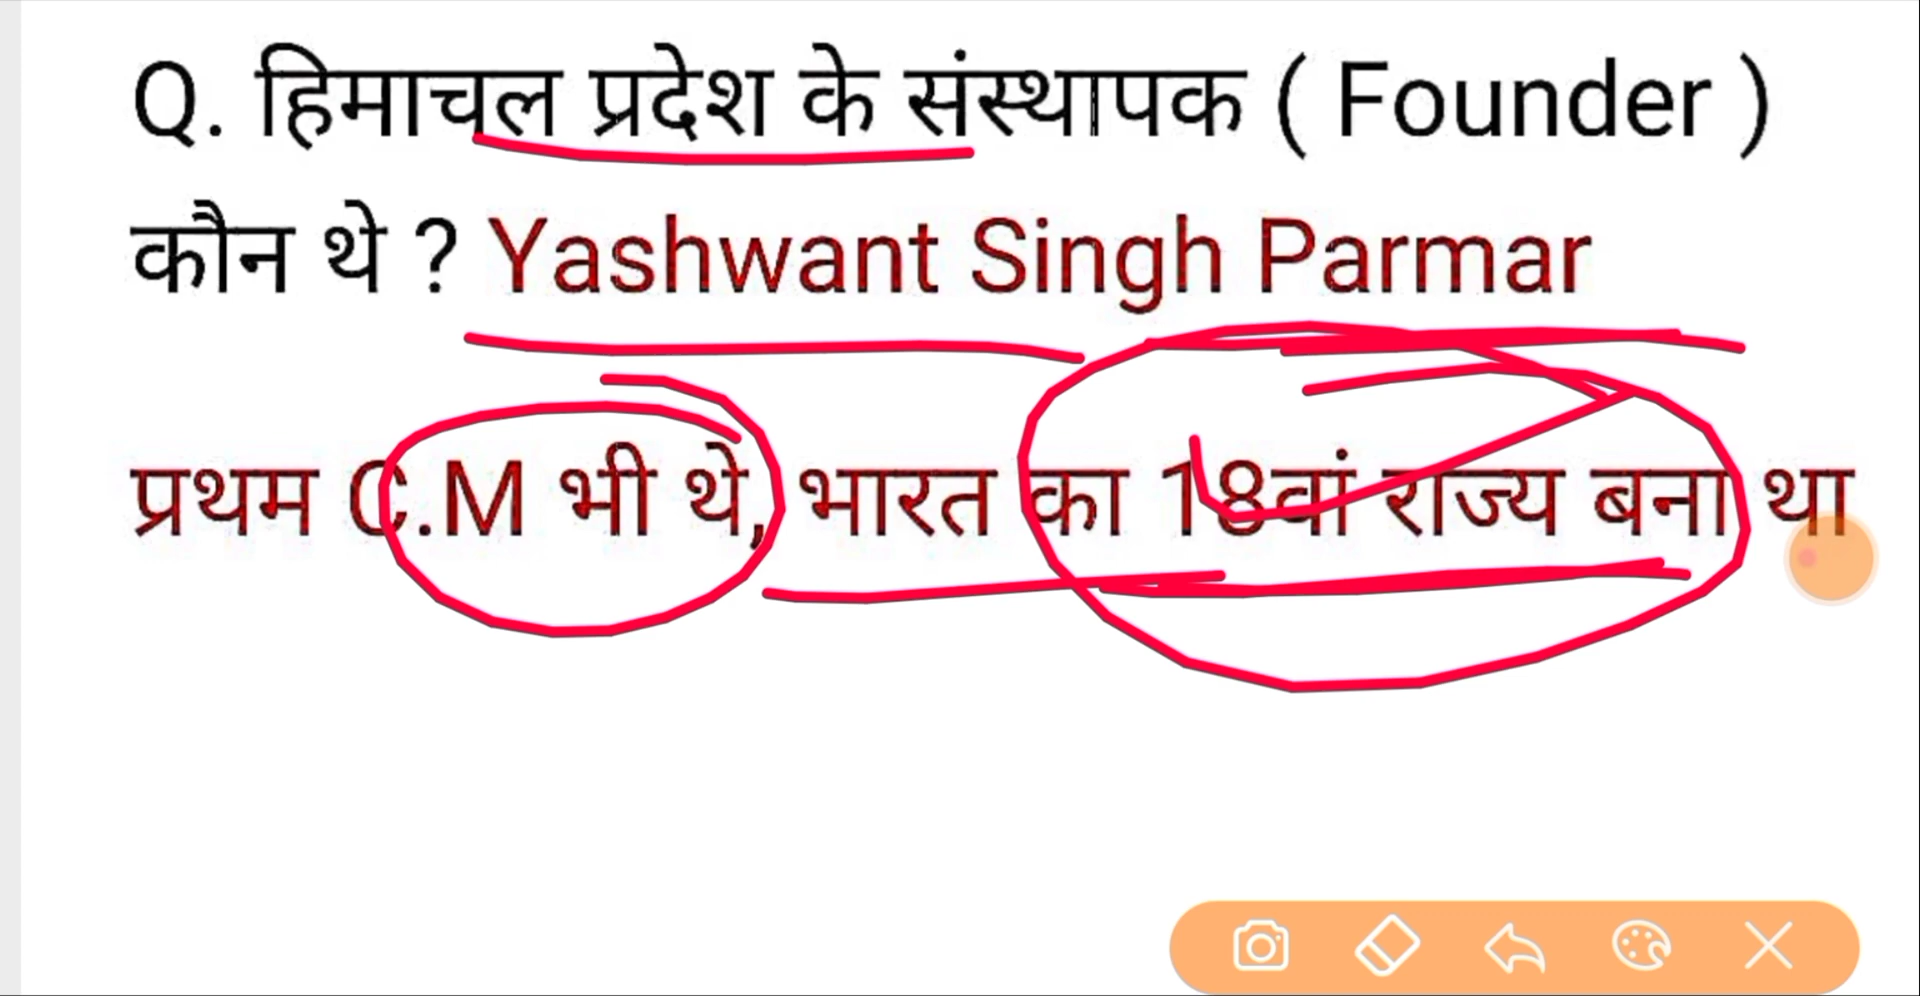 Q. हिमाचल प्रदेश के संस्थापक ( Founder )
कौन थे ? Yashwant Singh Parmar
प्रथम C.M भी थे, भारत का 18वां राज्य बना था